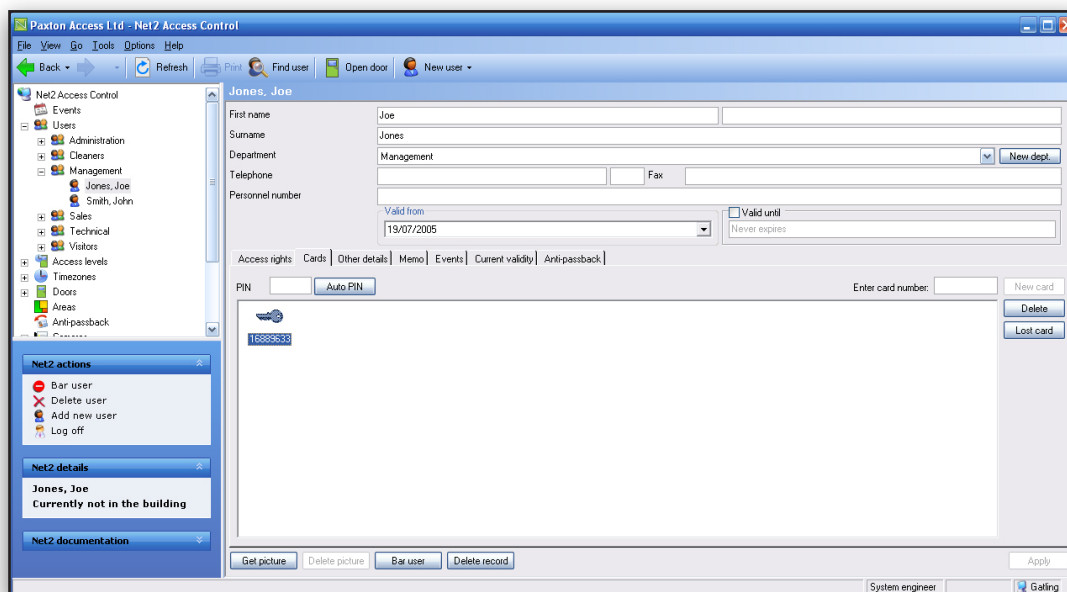 Paxton Access Ltd - Net2 Access Control
File View Go Tools Options Help
Back Refresh Print Find user Open door New user
Net2 Access Control
Events
Users
Administration
Cleaners
Management
Jones, Joe
Smith, John
Sales
Technical
Visitors
Access levels
Timezones
Doors
Areas
Anti-passback
Net2 actions
Bar user
Delete user
Add new user
Log off
Net2 details
Jones, Joe
Currently not in the building
Net2 documentation
Jones, Joe
First name Joe
Surname Jones
Department Management New dept.
Telephone Fax
Personnel number
Valid from Valid until
19/07/2005 Never expires
Access rights Cards Other details Memo Events Current validity Anti-passback
PIN Auto PIN Enter card number: New card
Delete
Lost card
16889633
Get picture Delete picture Bar user Delete record Apply
System engineer Gatling